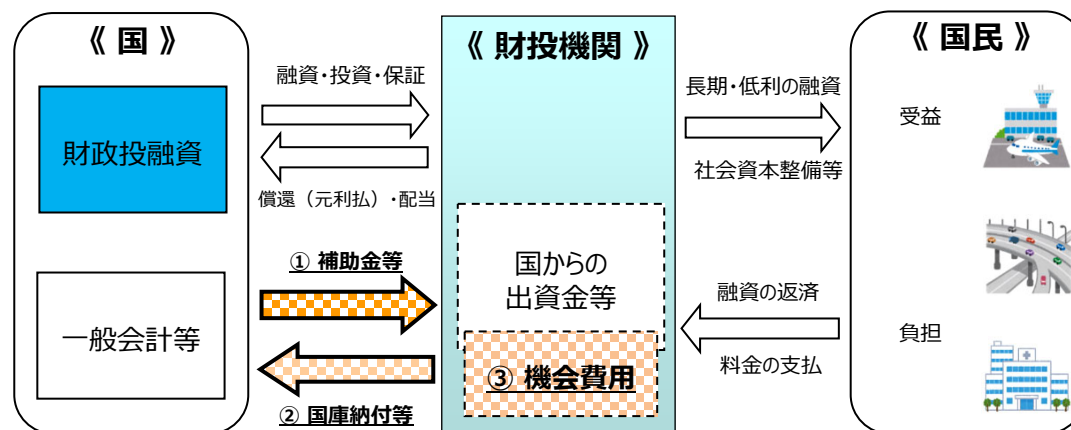 《 国 》
財政投融資
一般会計等
融資・投資・保証
償還（元利払）・配当
① 補助金等
② 国庫納付等
《 財投機関 》
国からの
出資金等
③ 機会費用
長期・低利の融資
社会資本整備等
融資の返済
料金の支払
《 国民 》
受益
負担